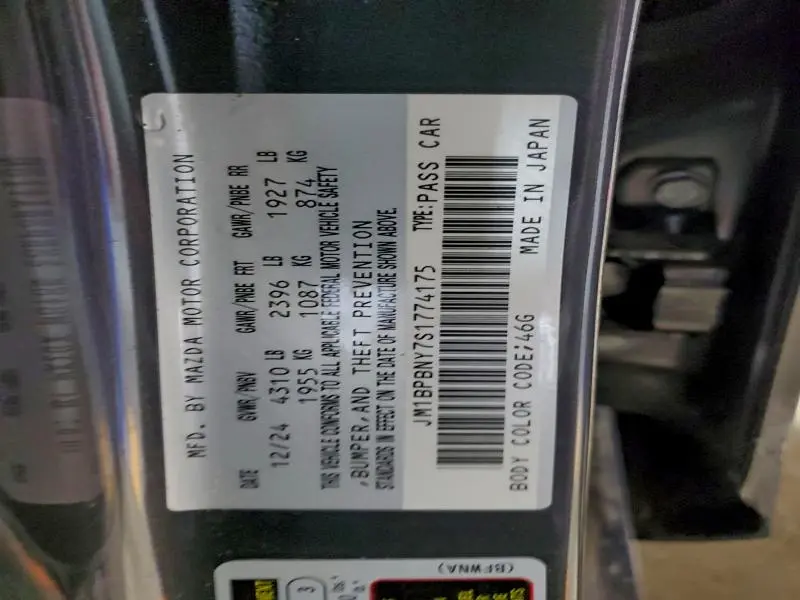 MFD. BY MAZDA MOTOR CORPORATION
DATE GVWR/PNBV GAWR/PNBE FRT GAWR/PNBE RR
12/24 4310 LB 2396 LB 1927 LB
1955 KG 1087 KG 874 KG
THIS VEHICLE CONFORMS TO ALL APPLICABLE FEDERAL MOTOR VEHICLE SAFETY
,BUMPER,AND THEFT PREVENTION
STANDARDS IN EFFECT ON THE DATE OF MANUFACTURE SHOWN ABOVE.
JM1BPBNY7S1774175 TYPE:PASS CAR
BODY COLOR CODE:46G MADE IN JAPAN
3
(BFWNA)